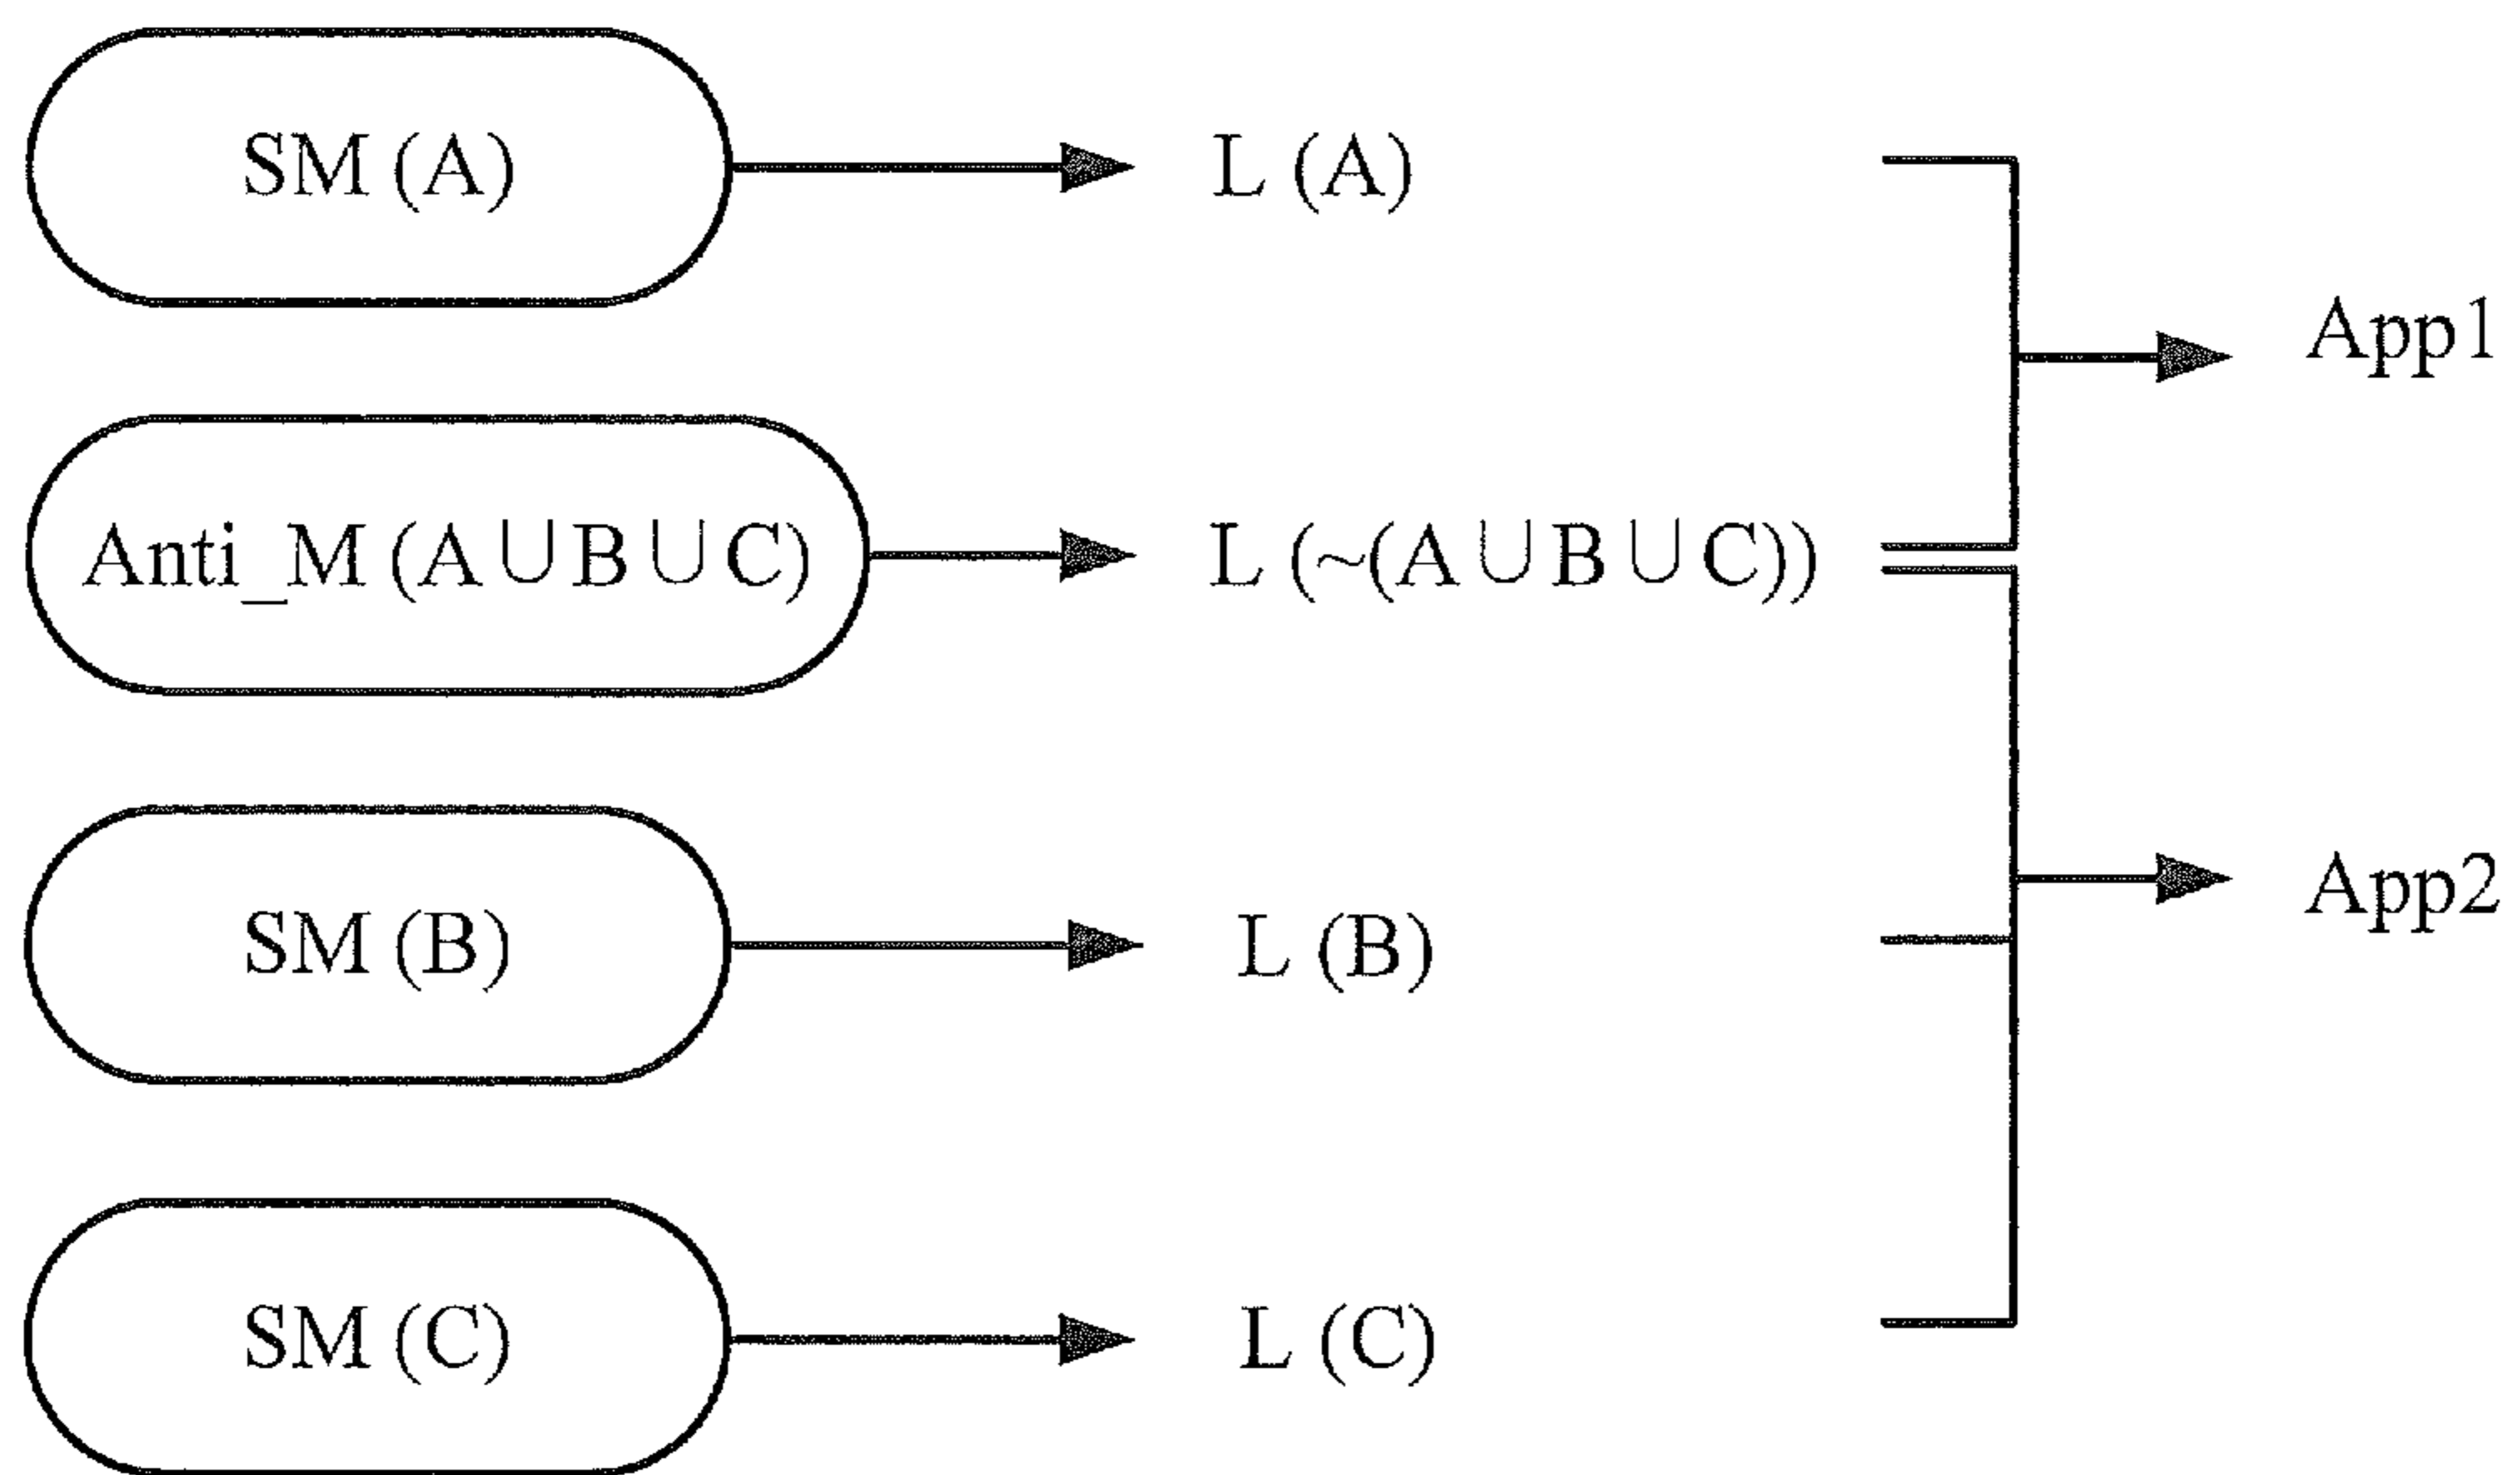 SM (A)
L (A)
App1
Anti_M (A∪B∪C)
L (~(A∪B∪C))
App2
SM (B)
L (B)
SM (C)
L (C)